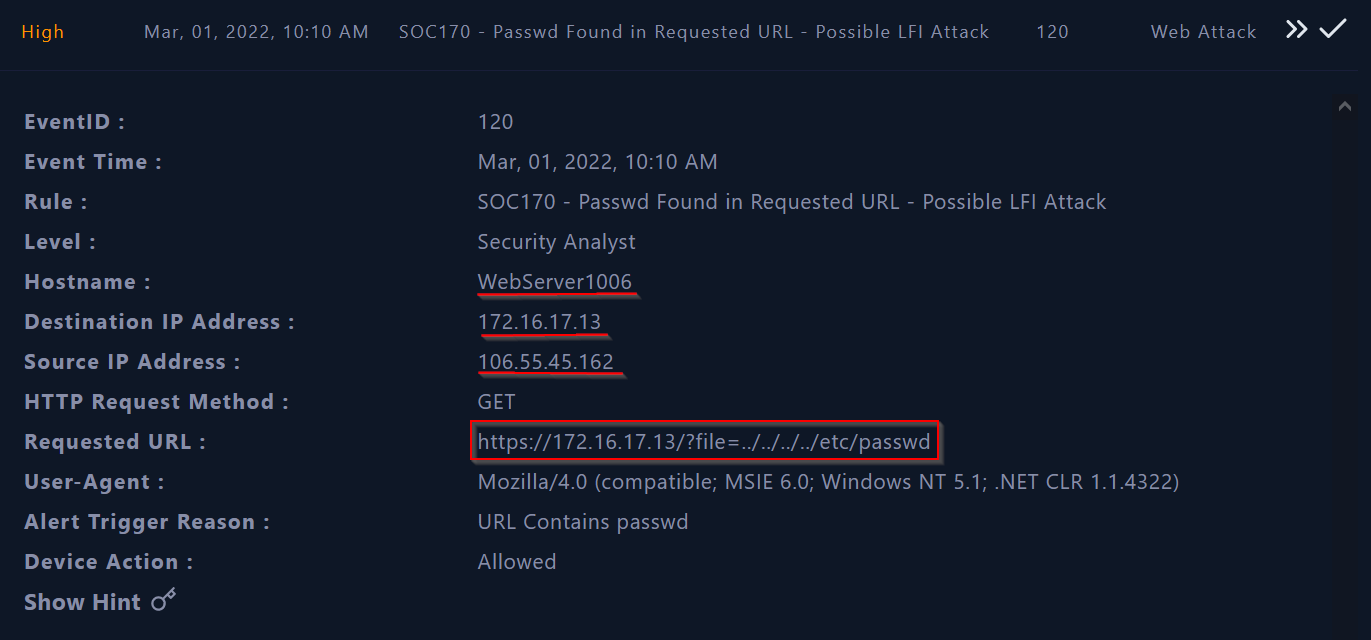 High Mar, 01, 2022, 10:10 AM SOC170 - Passwd Found in Requested URL - Possible LFI Attack 120 Web Attack
EventID : 120
Event Time : Mar, 01, 2022, 10:10 AM
Rule : SOC170 - Passwd Found in Requested URL - Possible LFI Attack
Level : Security Analyst
Hostname : WebServer1006
Destination IP Address : 172.16.17.13
Source IP Address : 106.55.45.162
HTTP Request Method : GET
Requested URL : https://172.16.17.13/?file=../../../../etc/passwd
User-Agent : Mozilla/4.0 (compatible; MSIE 6.0; Windows NT 5.1; .NET CLR 1.1.4322)
Alert Trigger Reason : URL Contains passwd
Device Action : Allowed
Show Hint